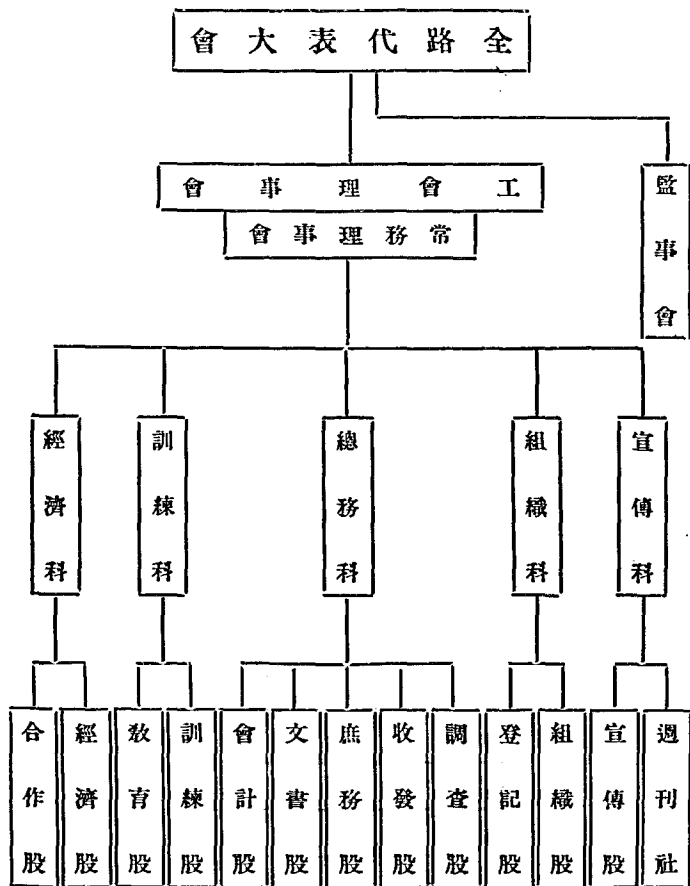 全路代表大會
監事會
工會理事會
常務理事會
宣傳科
組織科
總務科
訓練科
經濟科
週刊社
宣傳股
組織股
登記股
調查股
收發股
庶務股
文書股
會計股
訓練股
教育股
經濟股
合作股